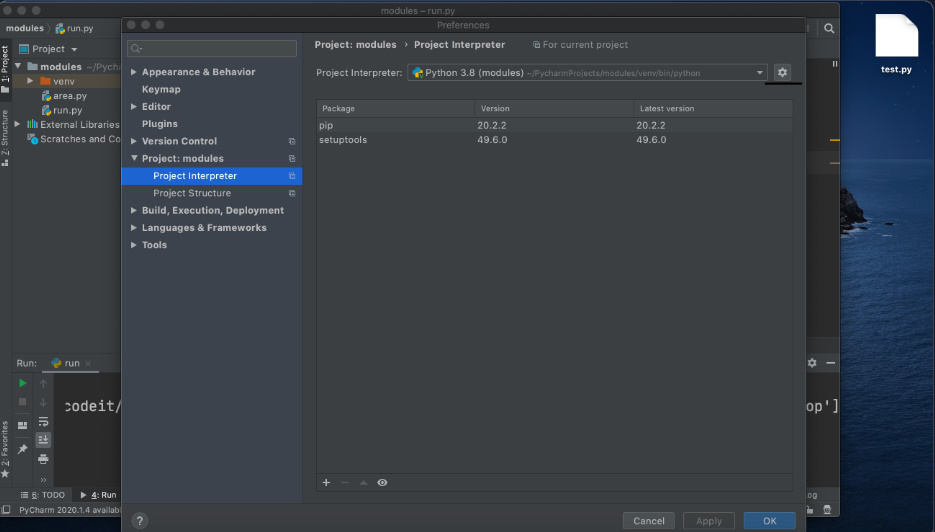 modules – run.py
modules
run.py
Preferences
1: Project
Project
modules ~/Pycharm
venv
area.py
run.py
External Libraries
Scratches and Co
Z: Structure
Appearance & Behavior
Keymap
Editor
Plugins
Version Control
Project: modules
Project Interpreter
Project Structure
Build, Execution, Deployment
Languages & Frameworks
Tools
Project: modules › Project Interpreter
For current project
Project Interpreter:
Python 3.8 (modules) ~/PycharmProjects/modules/venv/bin/python
Package Version Latest version
pip 20.2.2 20.2.2
setuptools 49.6.0 49.6.0
test.py
Run: run
codeit/
op']
2: Favorites
6: TODO
4: Run
og
PyCharm 2020.1.4 availabl
? Cancel Apply OK